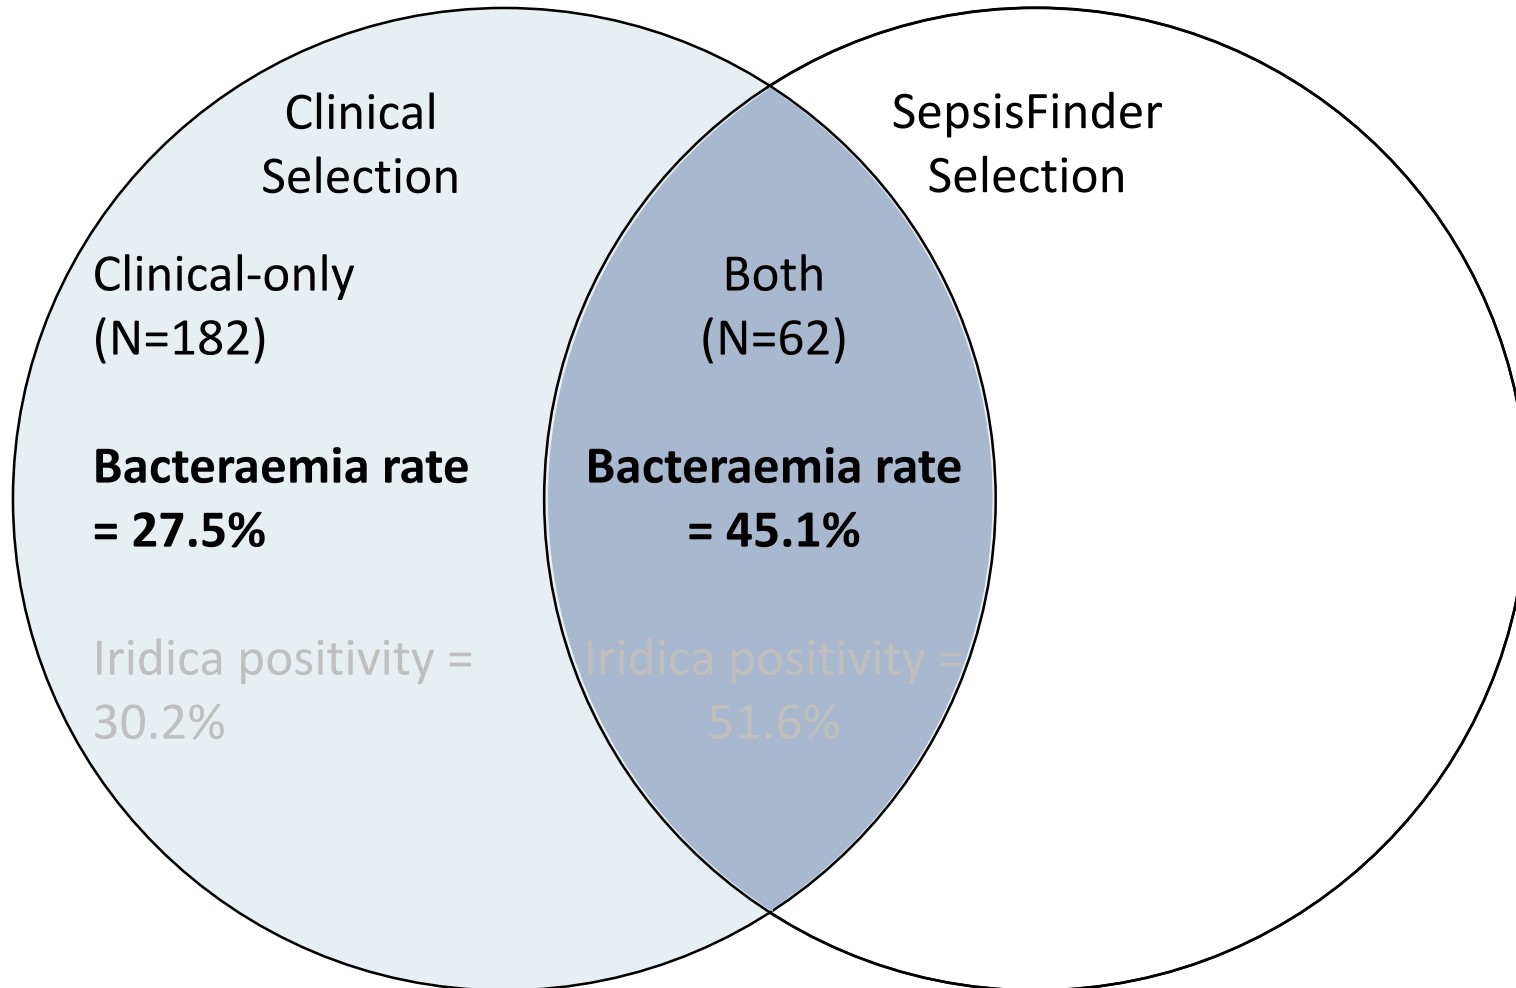 Clinical
Selection
SepsisFinder
Selection
Clinical-only
(N=182)
Both
(N=62)
Bacteraemia rate
= 27.5%
Bacteraemia rate
= 45.1%
Iridica positivity =
30.2%
Iridica positivity =
51.6%